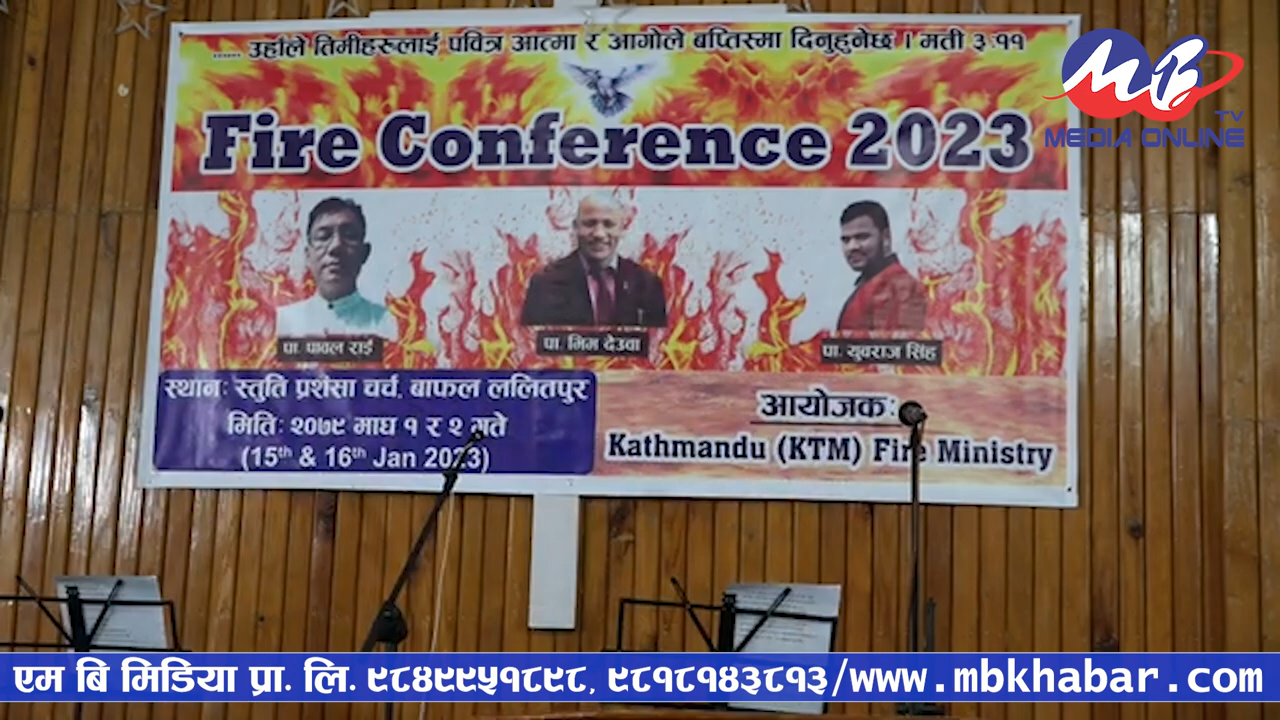 ...... उहाँले तिमीहरूलाई पवित्र आत्मा र आगोले बप्तिस्मा दिनुहुनेछ । मती ३:११
Fire Conference 2023
MB
TV
MEDIA ONLINE
पा. पावल राई
पा. भिम देउवा
पा. युवराज सिंह
स्थानः स्तुति प्रशंसा चर्च, बाफल ललितपुर
मितिः २०७९ माघ १ र २ गते
(15th & 16th Jan 2023)
आयोजकः
Kathmandu (KTM) Fire Ministry
एम बि मिडिया प्रा. लि. ९८४९९५१८९८, ९८१८१४३८१३/www.mbkhabar.com